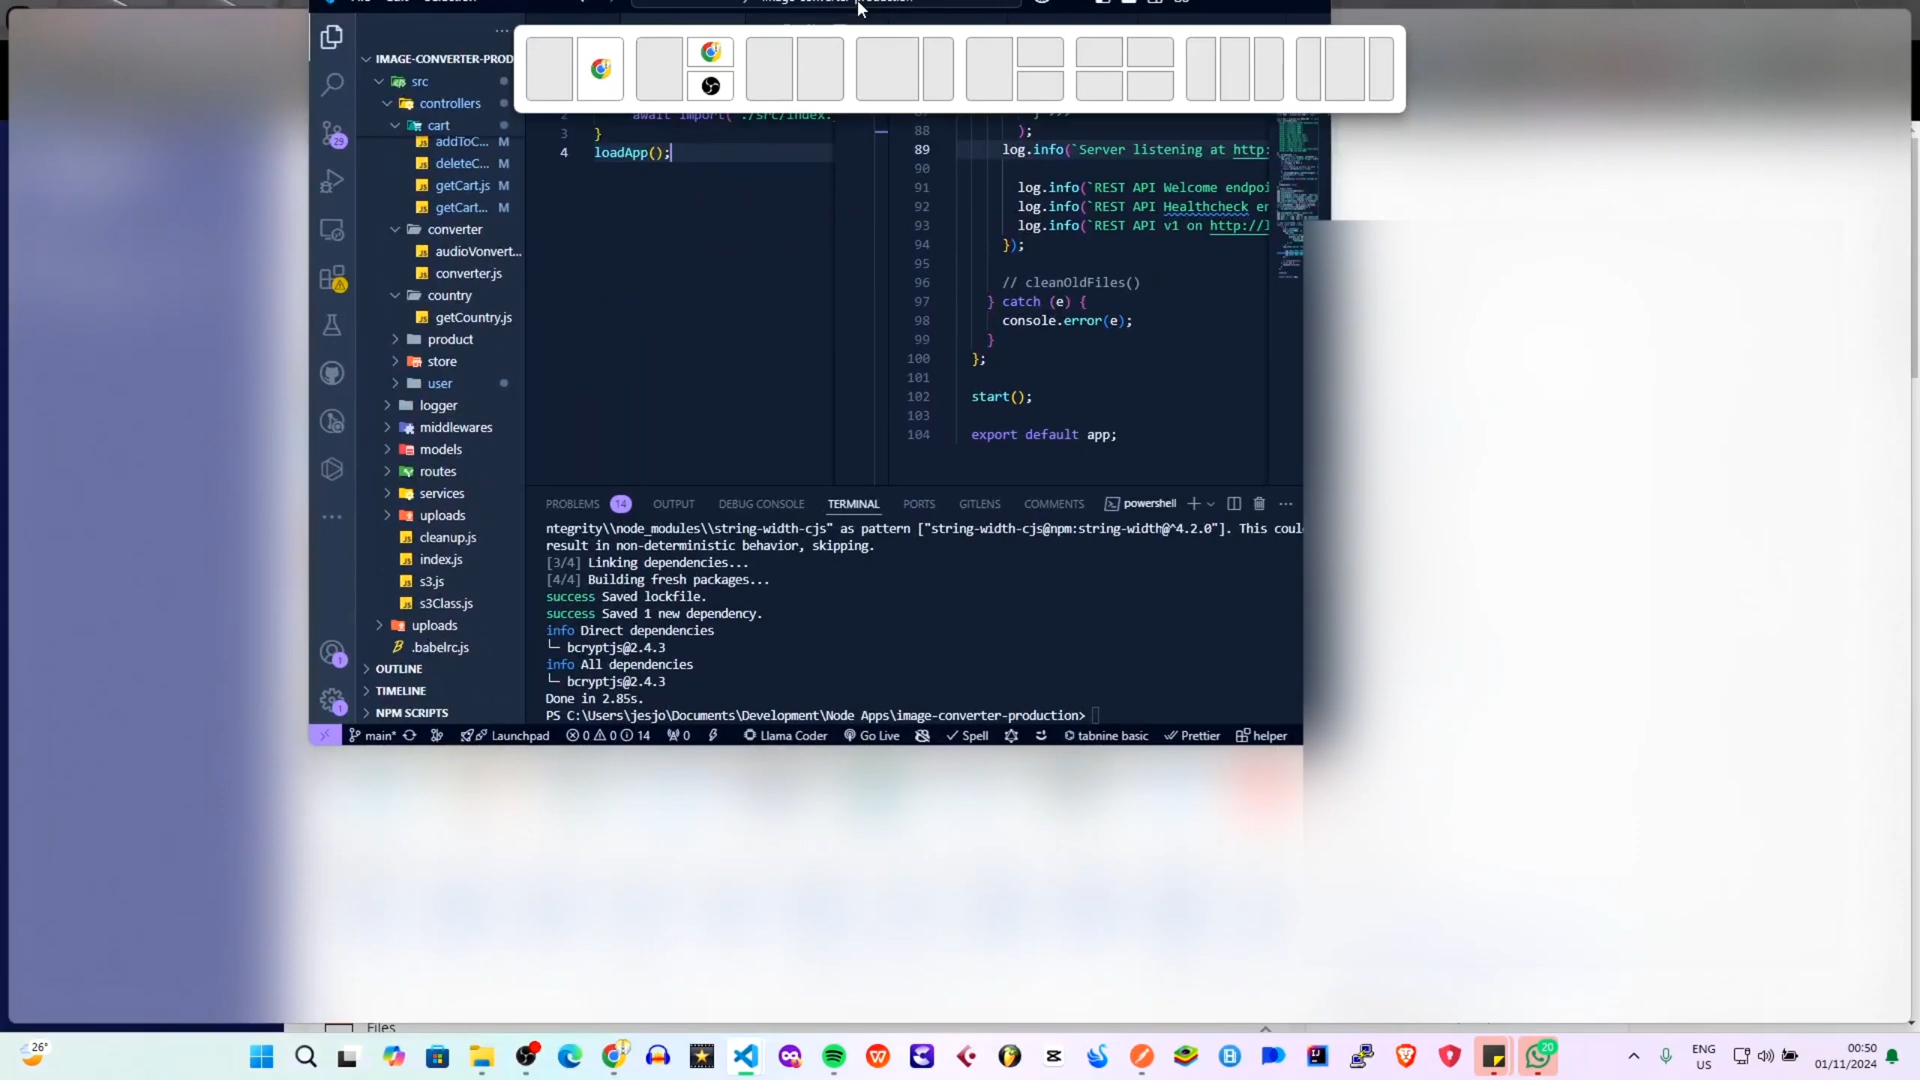 IMAGE-CONVERTER-PROD
src
controllers
cart
addToC... M
deleteC... M
getCart.js M
getCart... M
converter
audioVonvert...
converter.js
country
getCountry.js
product
store
user
logger
middlewares
models
routes
services
uploads
cleanup.js
index.js
s3.js
s3Class.js
uploads
.babelrc.js
OUTLINE
TIMELINE
NPM SCRIPTS
29
1
1
2 await import('./src/index.
3 }
4 loadApp();
88 );
89 log.info(`Server listening at http:
90
91 log.info(`REST API Welcome endpoi
92 log.info(`REST API Healthcheck en
93 log.info(`REST API v1 on http://l
94 });
95
96 // cleanOldFiles()
97 } catch (e) {
98 console.error(e);
99 }
100 };
101
102 start();
103
104 export default app;
PROBLEMS 14 OUTPUT DEBUG CONSOLE TERMINAL PORTS GITLENS COMMENTS powershell
ntegrity\\node_modules\\string-width-cjs" as pattern ["string-width-cjs@npm:string-width@^4.2.0"]. This coul
result in non-deterministic behavior, skipping.
[3/4] Linking dependencies...
[4/4] Building fresh packages...
success Saved lockfile.
success Saved 1 new dependency.
info Direct dependencies
└─ bcryptjs@2.4.3
info All dependencies
└─ bcryptjs@2.4.3
Done in 2.85s.
PS C:\Users\jesjo\Documents\Development\Node Apps\image-converter-production>
main* Launchpad 0 0 14 0 Llama Coder Go Live Spell tabnine basic Prettier helper
Files
26°
ENG
US
00:50
01/11/2024
20